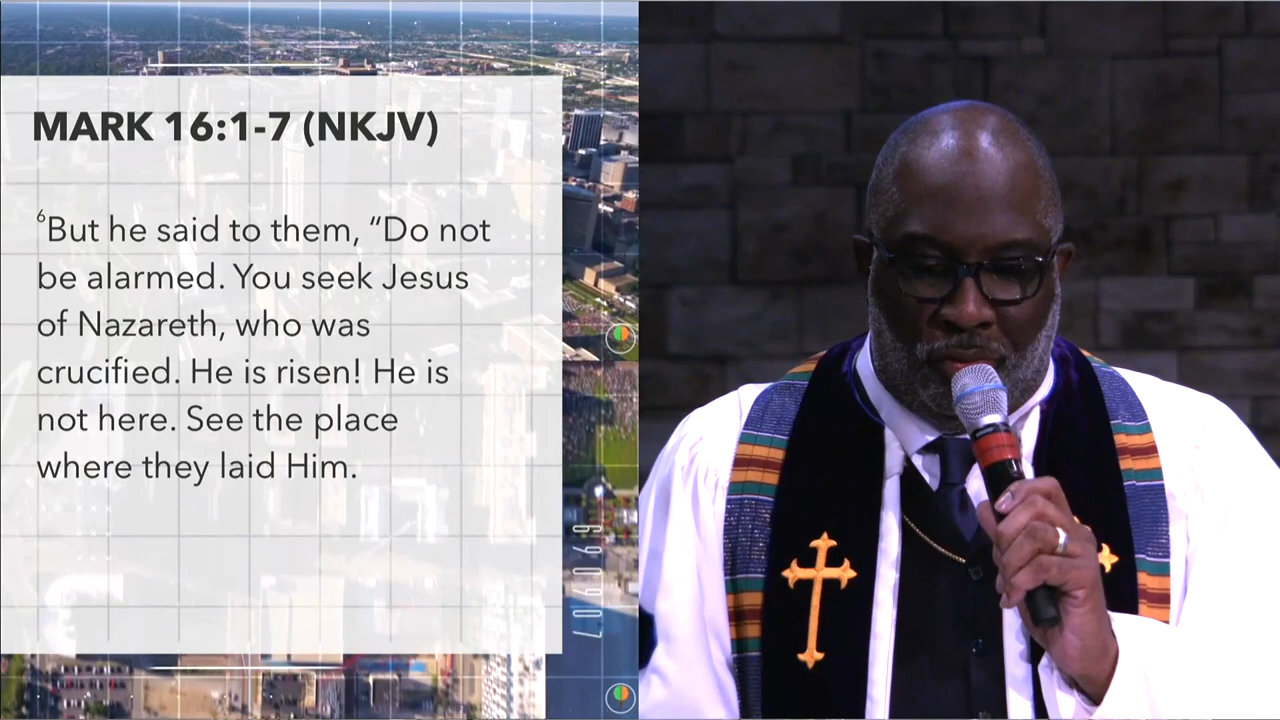 MARK 16:1-7 (NKJV)
6But he said to them, “Do not
be alarmed. You seek Jesus
of Nazareth, who was
crucified. He is risen! He is
not here. See the place
where they laid Him.